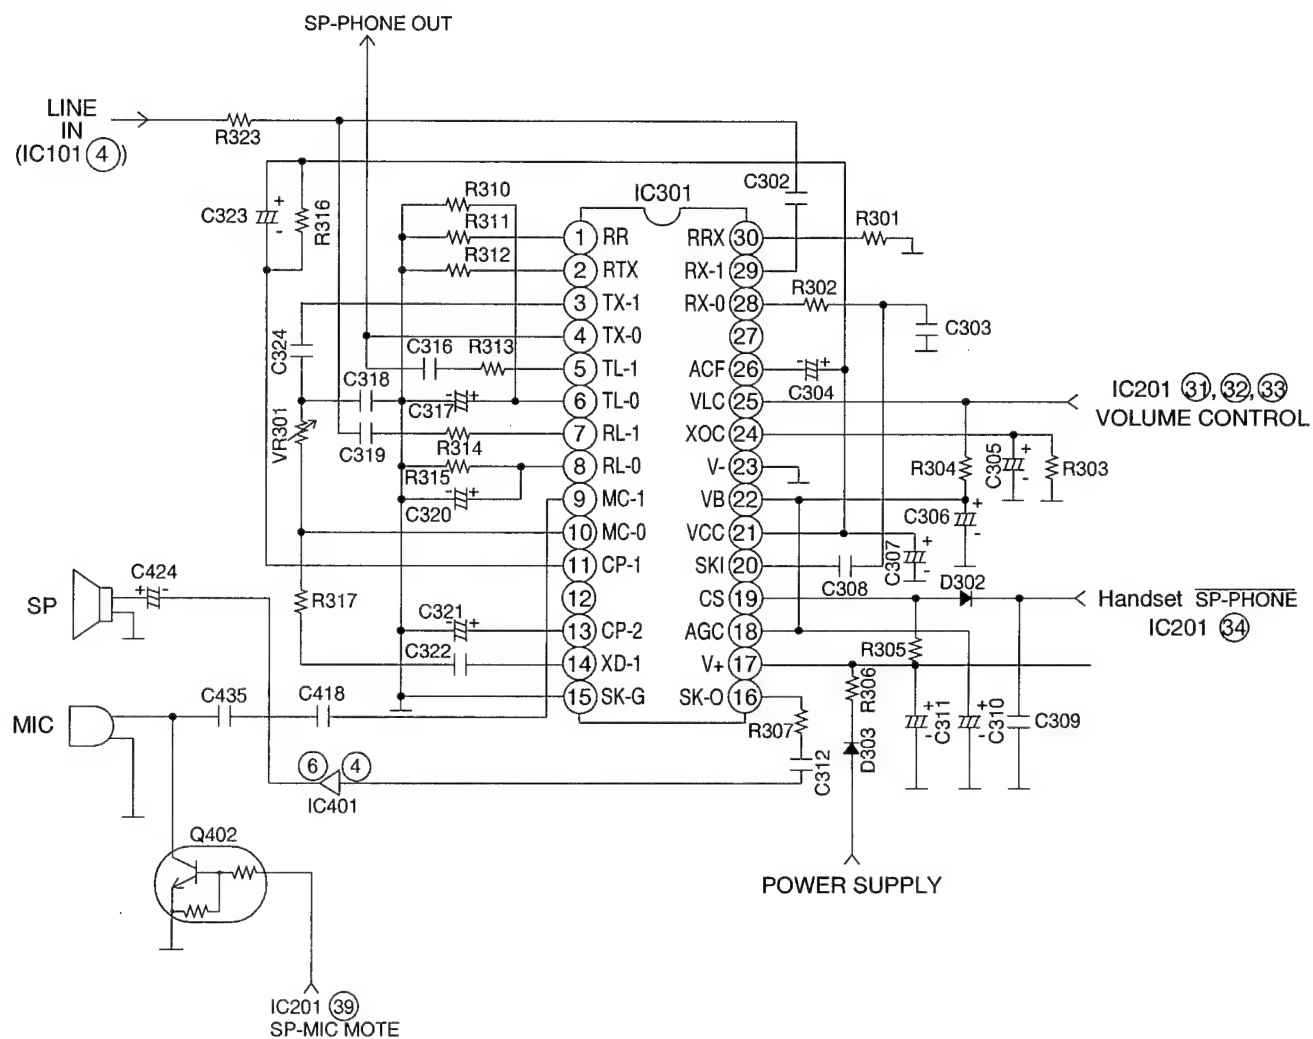 SP-PHONE OUT
LINE
IN
(IC101 4)
R323
C302
IC301
R310
R311
R312
R301
C323
+
-
R316
1 RR
2 RTX
3 TX-1
4 TX-0
5 TL-1
6 TL-0
7 RL-1
8 RL-0
9 MC-1
10 MC-0
11 CP-1
12
13 CP-2
14 XD-1
15 SK-G
RRX 30
RX-1 29
RX-0 28
27
ACF 26
VLC 25
XOC 24
V- 23
VB 22
VCC 21
SKI 20
CS 19
AGC 18
V+ 17
SK-O 16
R302
C303
C324
C316
R313
C318
C317
- +
- +
C304
IC201 31, 32, 33
VOLUME CONTROL
VR301
C319
R314
R315
- +
C320
R304
C305
+
-
R303
C306
+
-
C307
+
-
C308
D302
Handset SP-PHONE
IC201 34
SP
C424
+ -
R317
C321
- +
C322
R305
R306
C311
+
-
C310
+
-
C309
MIC
C435
C418
R307
C312
D303
6 4
IC401
Q402
POWER SUPPLY
IC201 39
SP-MIC MOTE